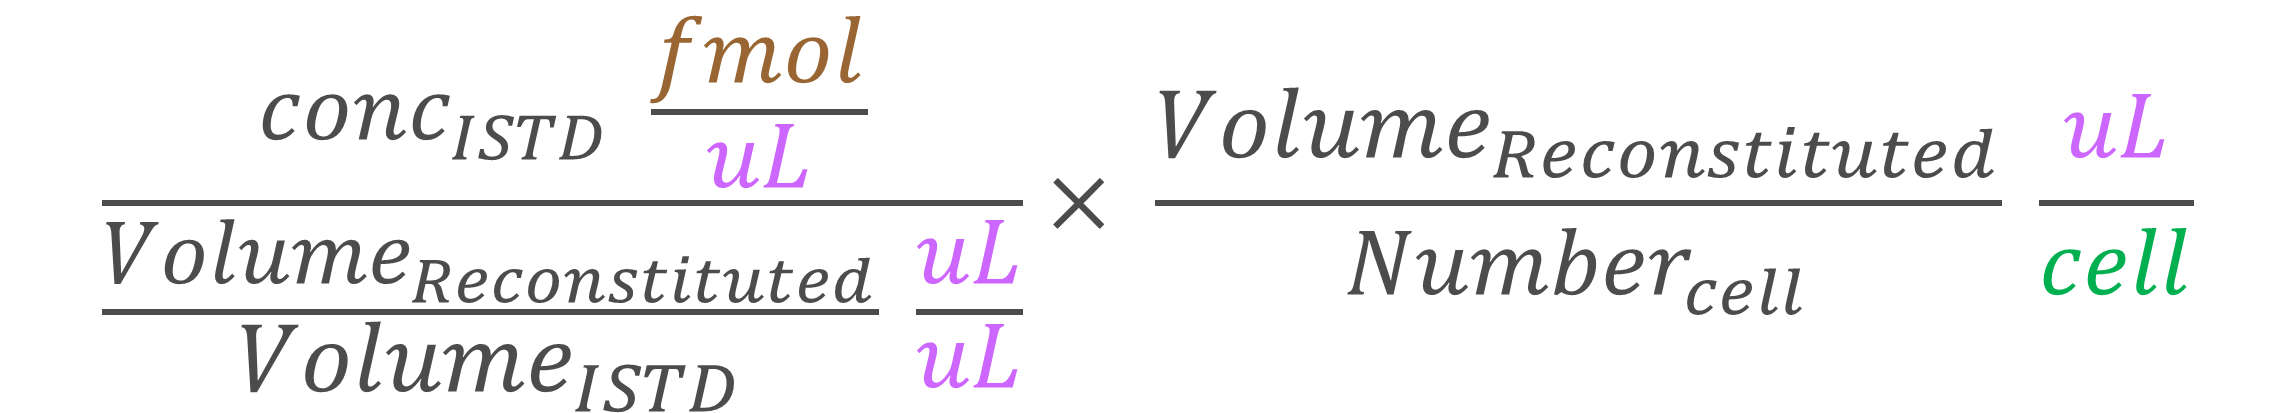 conc_ISTD fmol/uL
Volume_Reconstituted uL
Volume_ISTD uL
×
Volume_Reconstituted uL
Number_cell cell